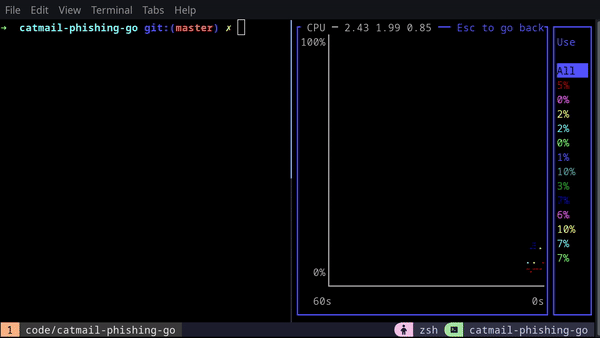 File Edit View Terminal Tabs Help
➜ catmail-phishing-go git:(master) ✗
CPU — 2.43 1.99 0.85 — Esc to go back
100%
0%
60s 0s
Use
All
5%
0%
2%
2%
0%
1%
10%
3%
7%
6%
10%
7%
7%
1 code/catmail-phishing-go
zsh catmail-phishing-go